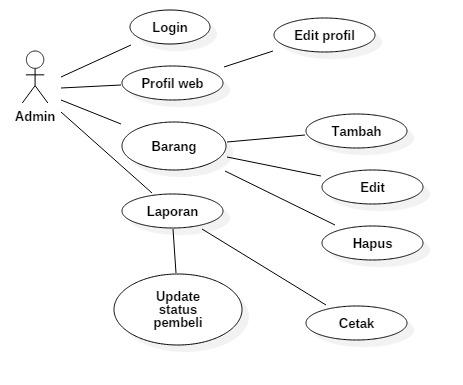 Login
Edit profil
Profil web
Admin
Tambah
Barang
Edit
Laporan
Hapus
Update
status
pembeli
Cetak